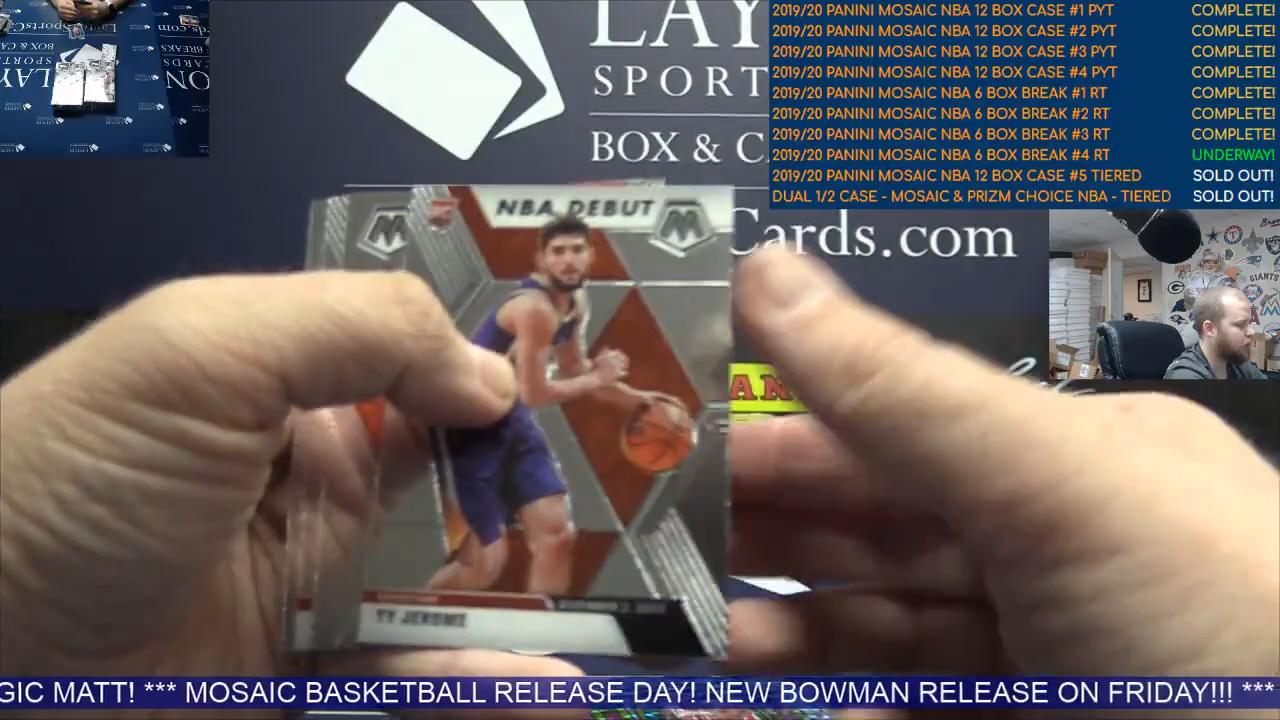 2019/20 PANINI MOSAIC NBA 12 BOX CASE #1 PYT COMPLETE!
2019/20 PANINI MOSAIC NBA 12 BOX CASE #2 PYT COMPLETE!
2019/20 PANINI MOSAIC NBA 12 BOX CASE #3 PYT COMPLETE!
2019/20 PANINI MOSAIC NBA 12 BOX CASE #4 PYT COMPLETE!
2019/20 PANINI MOSAIC NBA 6 BOX BREAK #1 RT COMPLETE!
2019/20 PANINI MOSAIC NBA 6 BOX BREAK #2 RT COMPLETE!
2019/20 PANINI MOSAIC NBA 6 BOX BREAK #3 RT COMPLETE!
2019/20 PANINI MOSAIC NBA 6 BOX BREAK #4 RT UNDERWAY!
2019/20 PANINI MOSAIC NBA 12 BOX CASE #5 TIERED SOLD OUT!
DUAL 1/2 CASE - MOSAIC & PRIZM CHOICE NBA - TIERED SOLD OUT!
LAY
SPORT
BOX & C
Cards.com
NBA DEBUT
M
M
AN
GIANTS
TY JEROME
GIC MATT! *** MOSAIC BASKETBALL RELEASE DAY! NEW BOWMAN RELEASE ON FRIDAY!!! ***